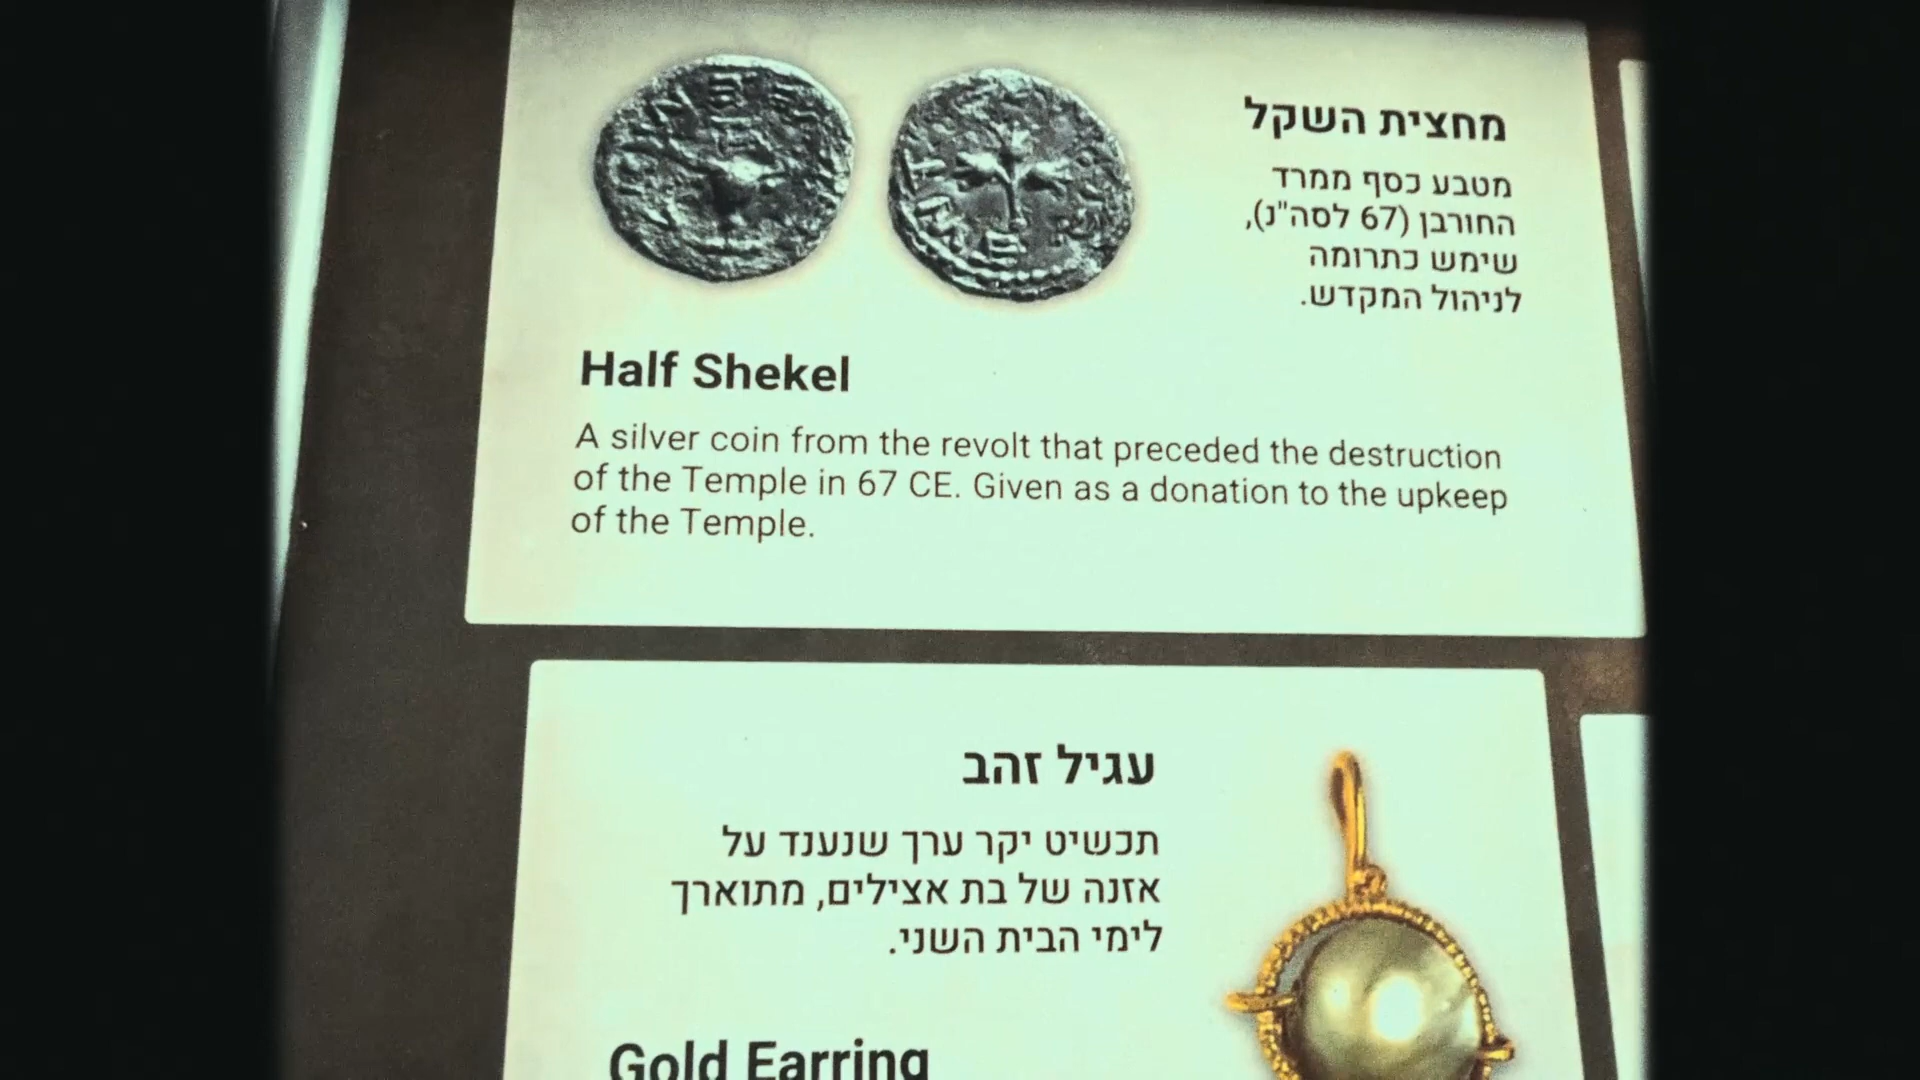 מחצית השקל
מטבע כסף ממרד
החורבן (67 לסה"נ),
שימש כתרומה
לניהול המקדש.
Half Shekel
A silver coin from the revolt that preceded the destruction
of the Temple in 67 CE. Given as a donation to the upkeep
of the Temple.
עגיל זהב
תכשיט יקר ערך שנענד על
אזנה של בת אצילים, מתוארך
לימי הבית השני.
Gold Earring